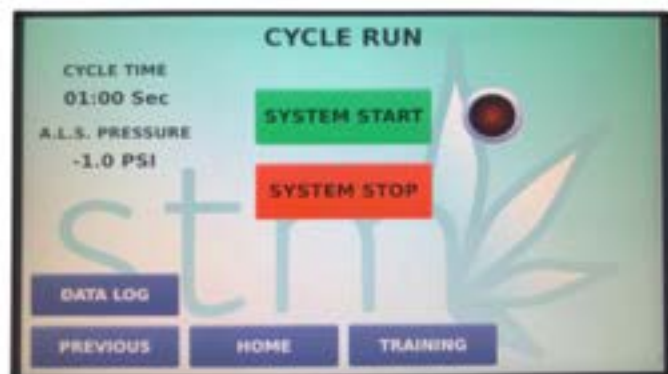 CYCLE RUN
CYCLE TIME
01:00 Sec
A.L.S. PRESSURE
-1.0 PSI
SYSTEM START
SYSTEM STOP
stm
DATA LOG
PREVIOUS
HOME
TRAINING